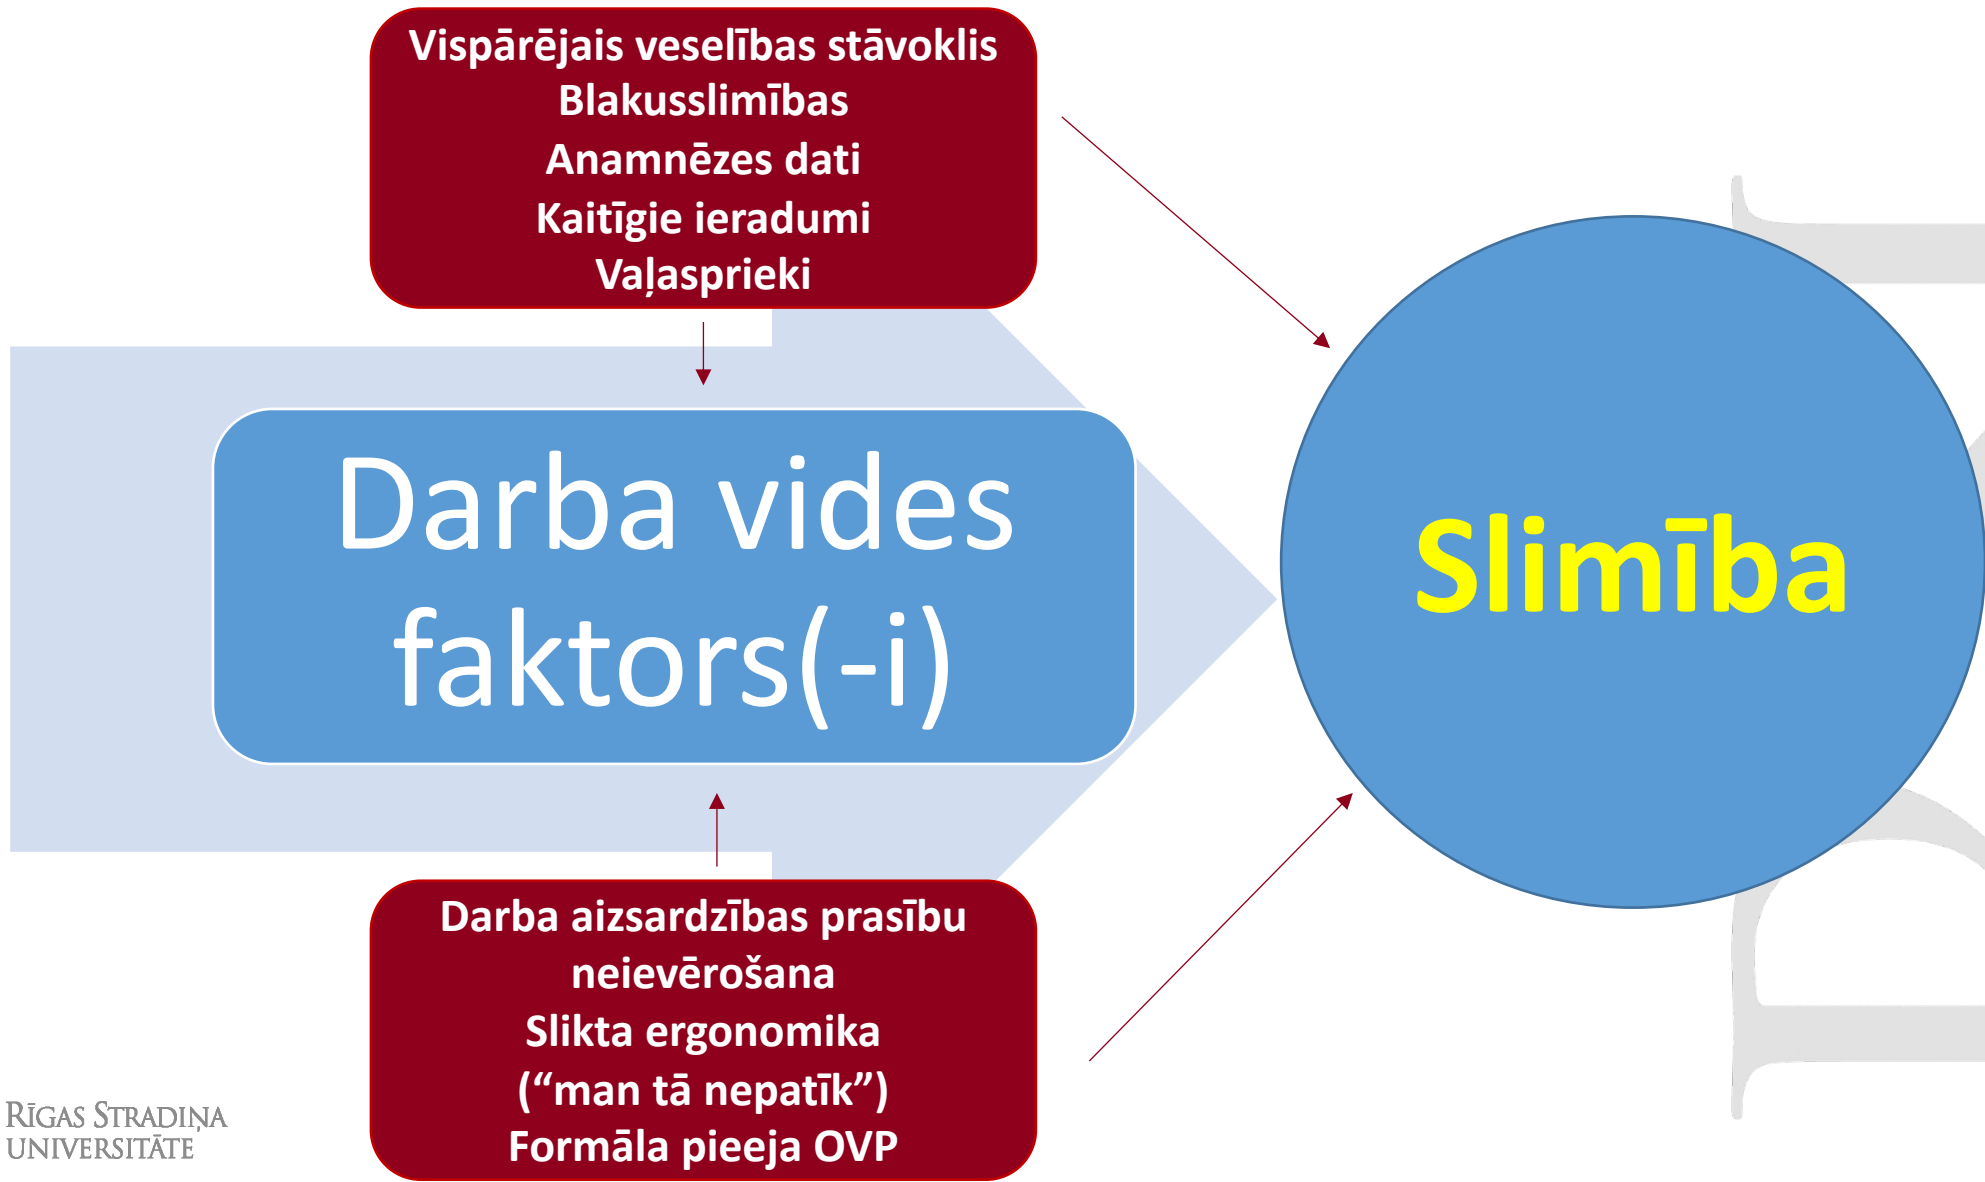 Vispārējais veselības stāvoklis
Blakusslimības
Anamnēzes dati
Kaitīgie ieradumi
Vaļasprieki
Darba vides
faktors(-i)
Slimība
Darba aizsardzības prasību
neievērošana
Slikta ergonomika
(“man tā nepatīk”)
Formāla pieeja OVP
RĪGAS STRADIŅA
UNIVERSITĀTE